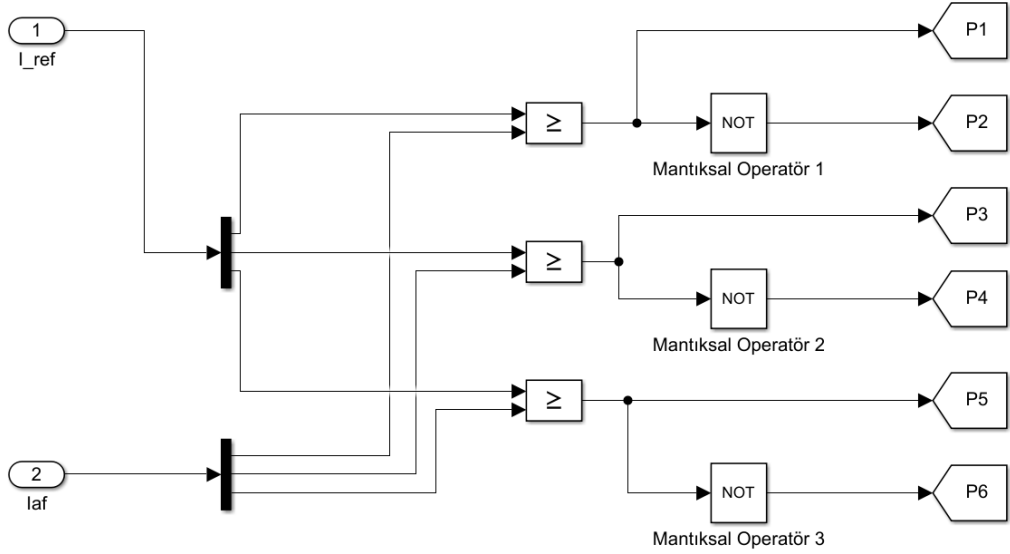 1
I_ref
P1
≥
NOT
P2
Mantıksal Operatör 1
P3
≥
NOT
P4
Mantıksal Operatör 2
≥
P5
2
Iaf
NOT
P6
Mantıksal Operatör 3